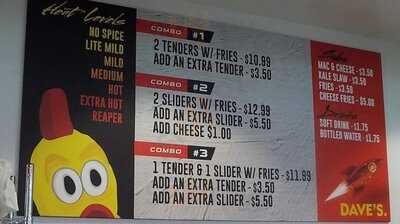 Heat Levels
NO SPICE
LITE MILD
MILD
MEDIUM
HOT
EXTRA HOT
REAPER
COMBO #1
2 TENDERS W/ FRIES - $10.99
ADD AN EXTRA TENDER - $3.50
COMBO #2
2 SLIDERS W/ FRIES - $12.99
ADD AN EXTRA SLIDER - $5.50
ADD CHEESE $1.00
COMBO #3
1 TENDER & 1 SLIDER W/ FRIES - $11.99
ADD AN EXTRA TENDER - $3.50
ADD AN EXTRA SLIDER - $5.50
Sides
MAC & CHEESE - $3.50
KALE SLAW - $3.50
FRIES - $3.50
CHEESE FRIES - $5.00
SOFT DRINK - $1.75
BOTTLED WATER - $1.75
DAVE'S.